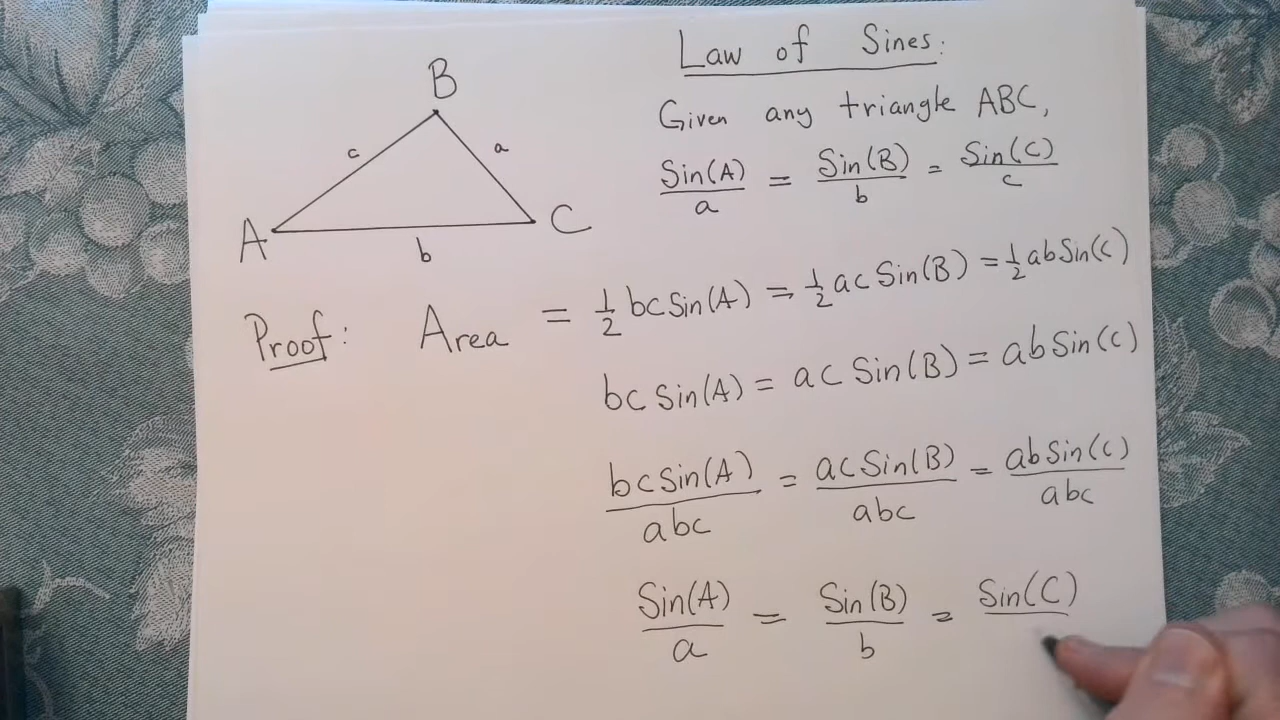 Law of Sines:
Given any triangle ABC,
Sin(A)/a = Sin(B)/b = Sin(C)/c
B
c
a
A
C
b
Proof: Area = 1/2 bc Sin(A) = 1/2 ac Sin(B) = 1/2 ab Sin(C)
bc Sin(A) = ac Sin(B) = ab Sin(C)
bc Sin(A)/abc = ac Sin(B)/abc = ab Sin(C)/abc
Sin(A)/a = Sin(B)/b = Sin(C)